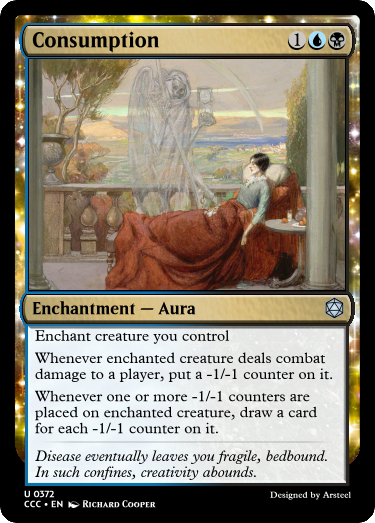 Consumption 1
Enchantment — Aura
Enchant creature you control
Whenever enchanted creature deals combat
damage to a player, put a -1/-1 counter on it.
Whenever one or more -1/-1 counters are
placed on enchanted creature, draw a card
for each -1/-1 counter on it.
Disease eventually leaves you fragile, bedbound.
In such confines, creativity abounds.
U 0372
CCC • EN Richard Cooper
Designed by Arsteel